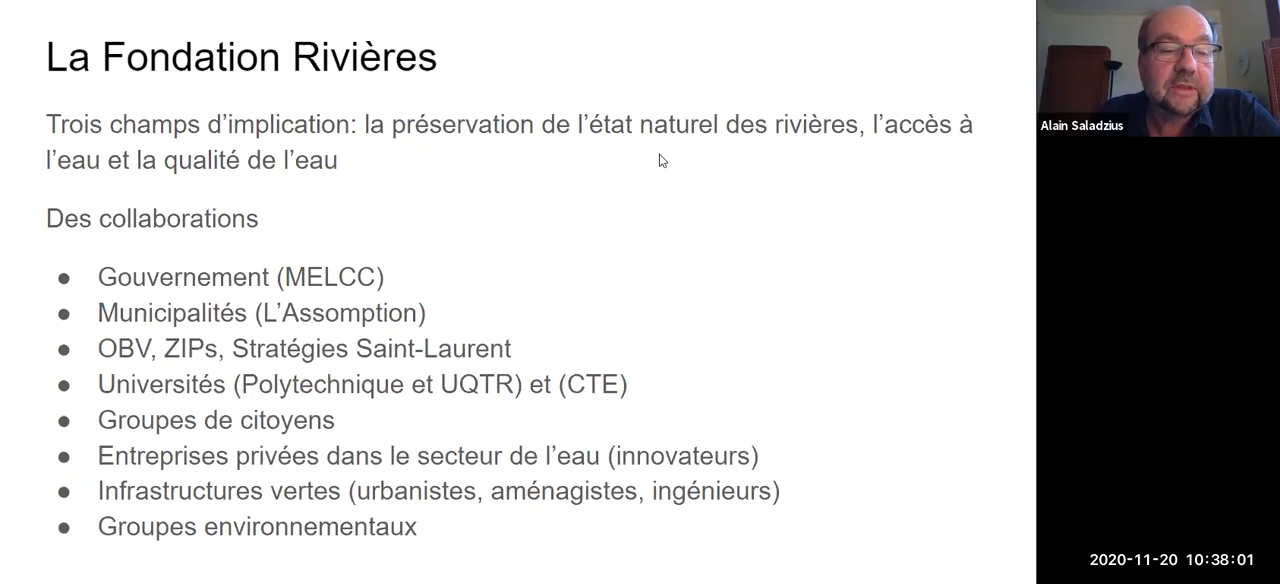 La Fondation Rivières
Trois champs d’implication: la préservation de l’état naturel des rivières, l’accès à
l’eau et la qualité de l’eau
Des collaborations
● Gouvernement (MELCC)
● Municipalités (L’Assomption)
● OBV, ZIPs, Stratégies Saint-Laurent
● Universités (Polytechnique et UQTR) et (CTE)
● Groupes de citoyens
● Entreprises privées dans le secteur de l’eau (innovateurs)
● Infrastructures vertes (urbanistes, aménagistes, ingénieurs)
● Groupes environnementaux
Alain Saladzius
2020-11-20 10:38:01